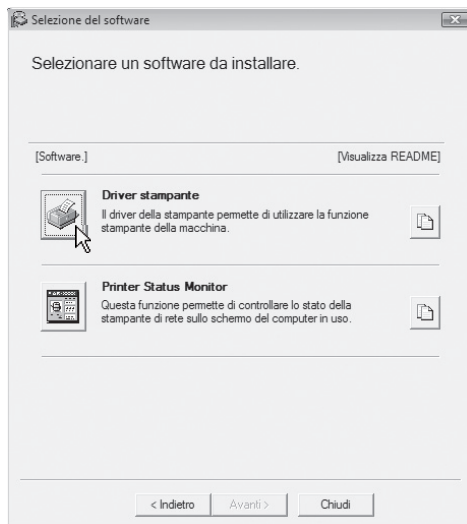 Selezione del software
Selezionare un software da installare.
[Software.] [Visualizza README]
Driver stampante
Il driver della stampante permette di utilizzare la funzione
stampante della macchina.
Printer Status Monitor
Questa funzione permette di controllare lo stato della
stampante di rete sullo schermo del computer in uso.
< Indietro Avanti > Chiudi